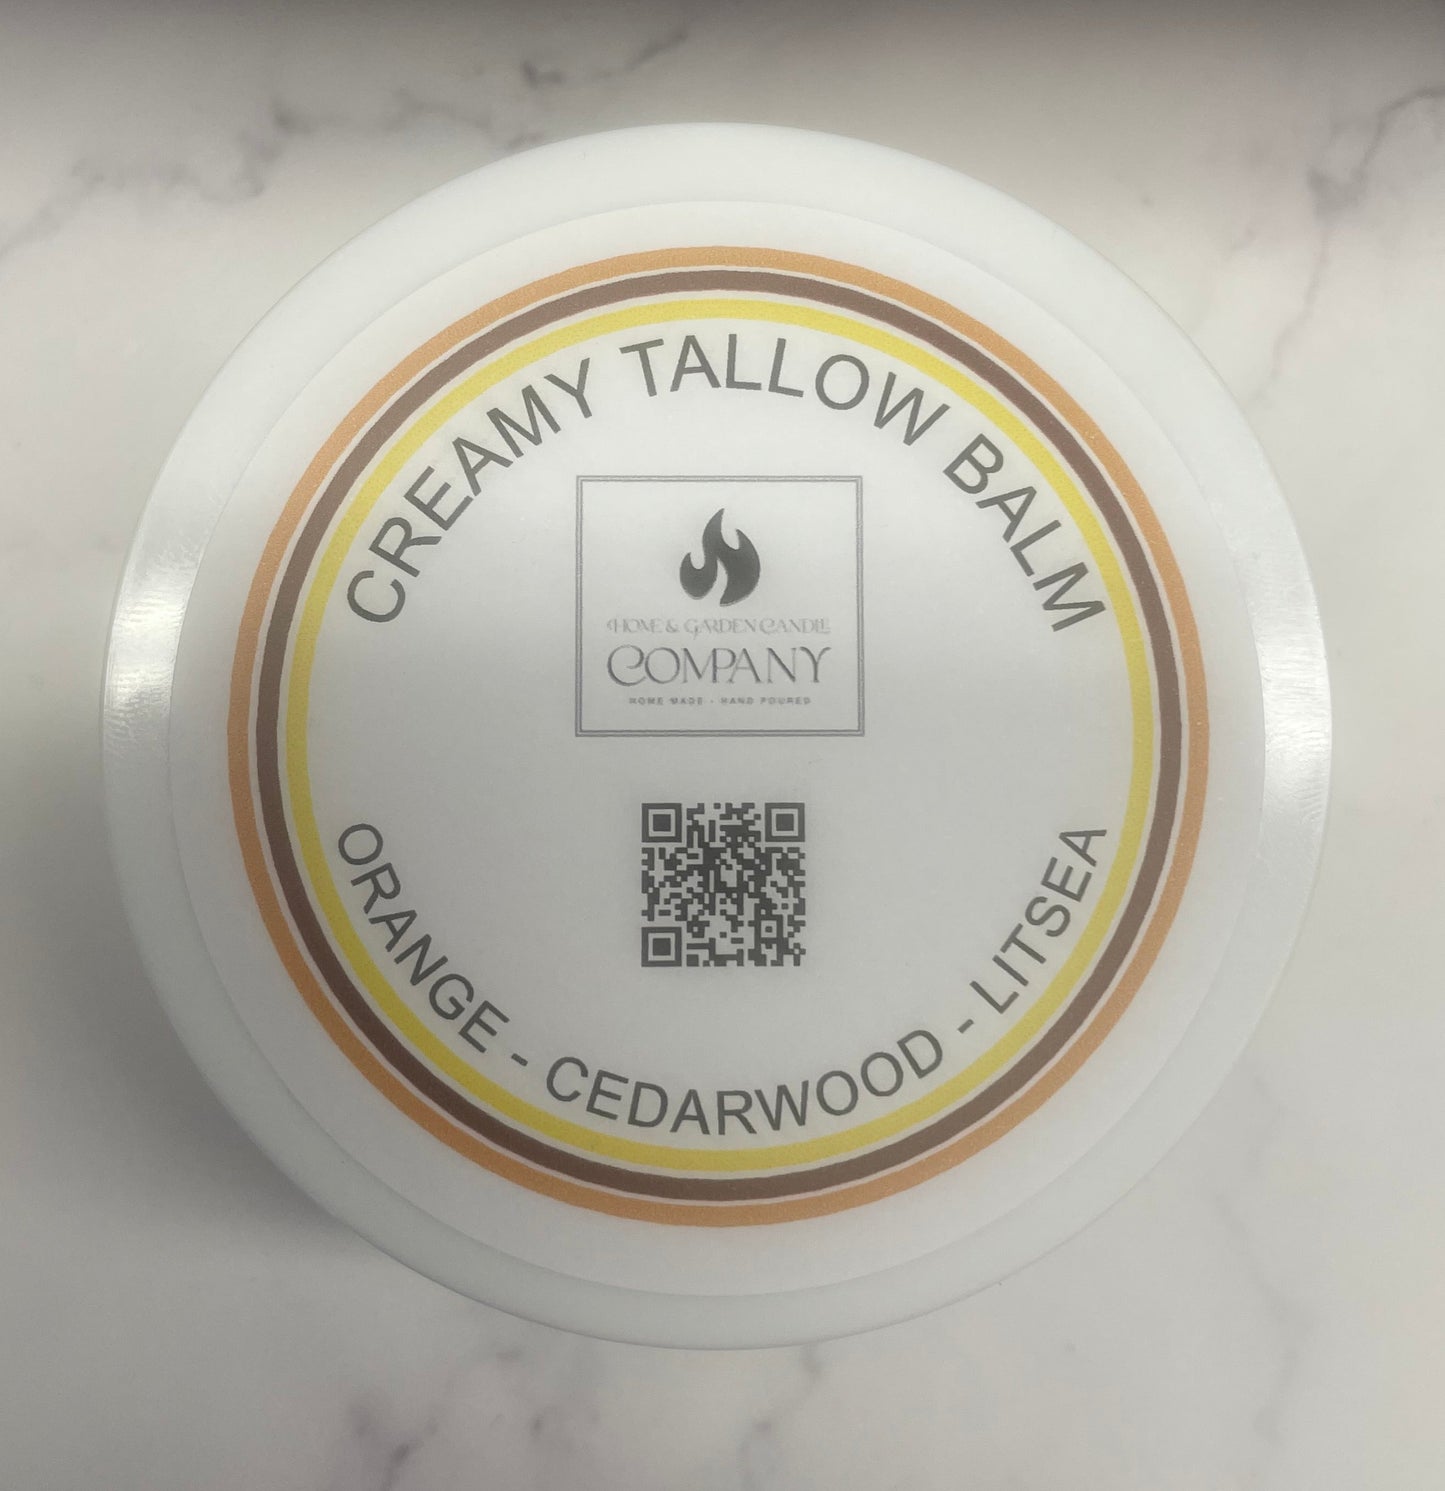 CREAMY TALLOW BALM
HOME & GARDEN CANDLE
COMPANY
HOME MADE - HAND POURED
ORANGE - CEDARWOOD - LITSEA